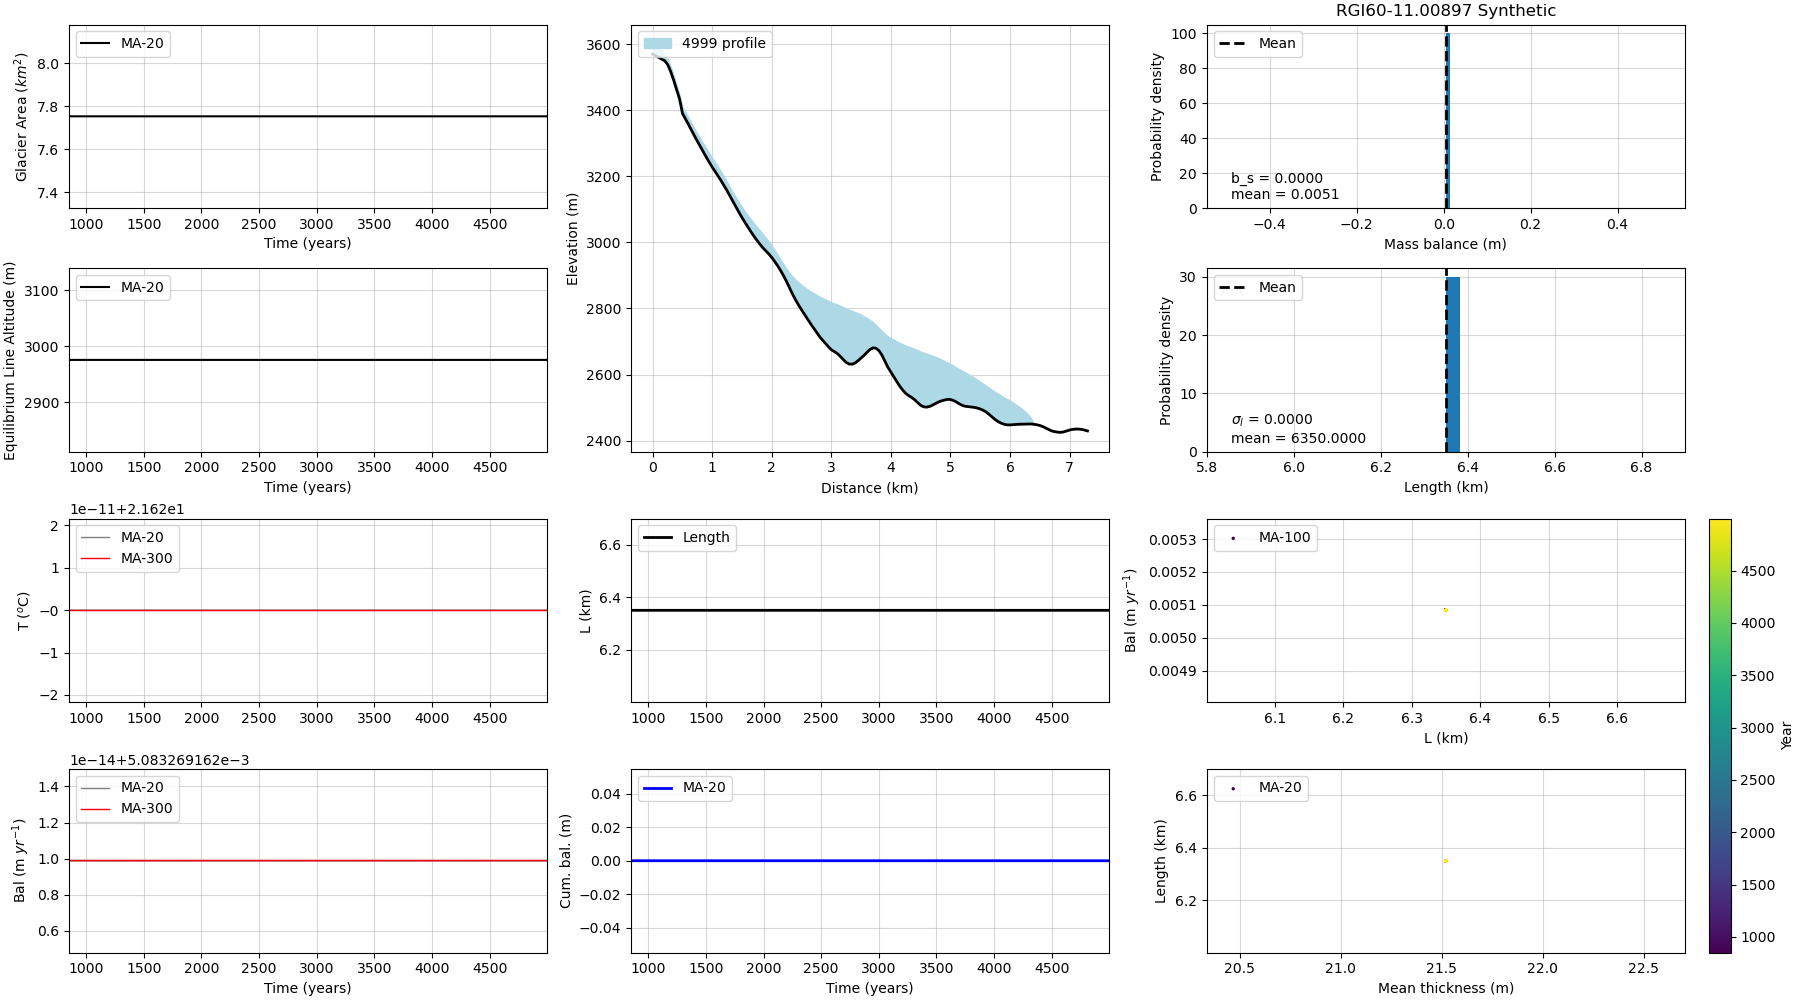 MA-20
8.0
7.8
7.6
7.4
Glacier Area (km²)
1000 1500 2000 2500 3000 3500 4000 4500
Time (years)
4999 profile
3600
3400
3200
3000
2800
2600
2400
Elevation (m)
0 1 2 3 4 5 6 7
Distance (km)
RGI60-11.00897 Synthetic
Mean
100
80
60
40
20
0
Probability density
b_s = 0.0000
mean = 0.0051
−0.4 −0.2 0.0 0.2 0.4
Mass balance (m)
MA-20
3100
3000
2900
Equilibrium Line Altitude (m)
1000 1500 2000 2500 3000 3500 4000 4500
Time (years)
Mean
30
20
10
0
Probability density
σ_l = 0.0000
mean = 6350.0000
5.8 6.0 6.2 6.4 6.6 6.8
Length (km)
1e−11+2.162e1
MA-20
MA-300
2
1
−0
−1
−2
T (°C)
1000 1500 2000 2500 3000 3500 4000 4500
Length
6.6
6.4
6.2
L (km)
1000 1500 2000 2500 3000 3500 4000 4500
MA-100
0.0053
0.0052
0.0051
0.0050
0.0049
Bal (m yr⁻¹)
6.1 6.2 6.3 6.4 6.5 6.6
L (km)
1e−14+5.083269162e−3
MA-20
MA-300
1.4
1.2
1.0
0.8
0.6
Bal (m yr⁻¹)
1000 1500 2000 2500 3000 3500 4000 4500
Time (years)
MA-20
0.04
0.02
0.00
−0.02
−0.04
Cum. bal. (m)
1000 1500 2000 2500 3000 3500 4000 4500
Time (years)
MA-20
6.6
6.4
6.2
Length (km)
20.5 21.0 21.5 22.0 22.5
Mean thickness (m)
4500
4000
3500
3000
2500
2000
1500
1000
Year